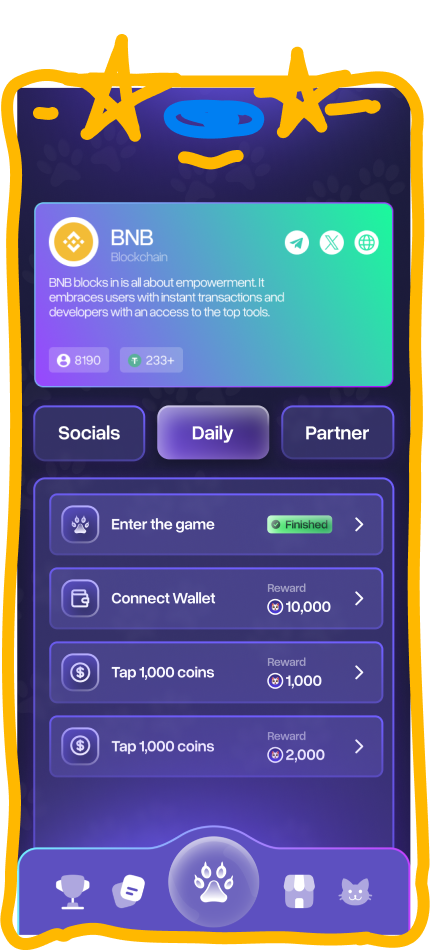 BNB
Blockchain
BNB blocks in is all about empowerment. It
embraces users with instant transactions and
developers with an access to the top tools.
8190
233+
Socials
Daily
Partner
Enter the game
Finished
Connect Wallet
Reward
10,000
Tap 1,000 coins
Reward
1,000
Tap 1,000 coins
Reward
2,000